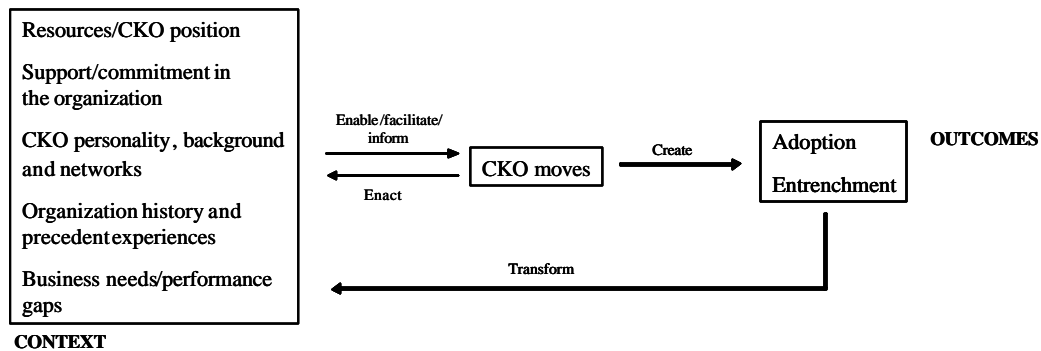 Resources/CKO position
Support/commitment in
the organization
CKO personality, background
and networks
Organization history and
precedent experiences
Business needs/performance
gaps
CONTEXT
Enable/facilitate/
inform
Enact
CKO moves
Create
Adoption
Entrenchment
OUTCOMES
Transform